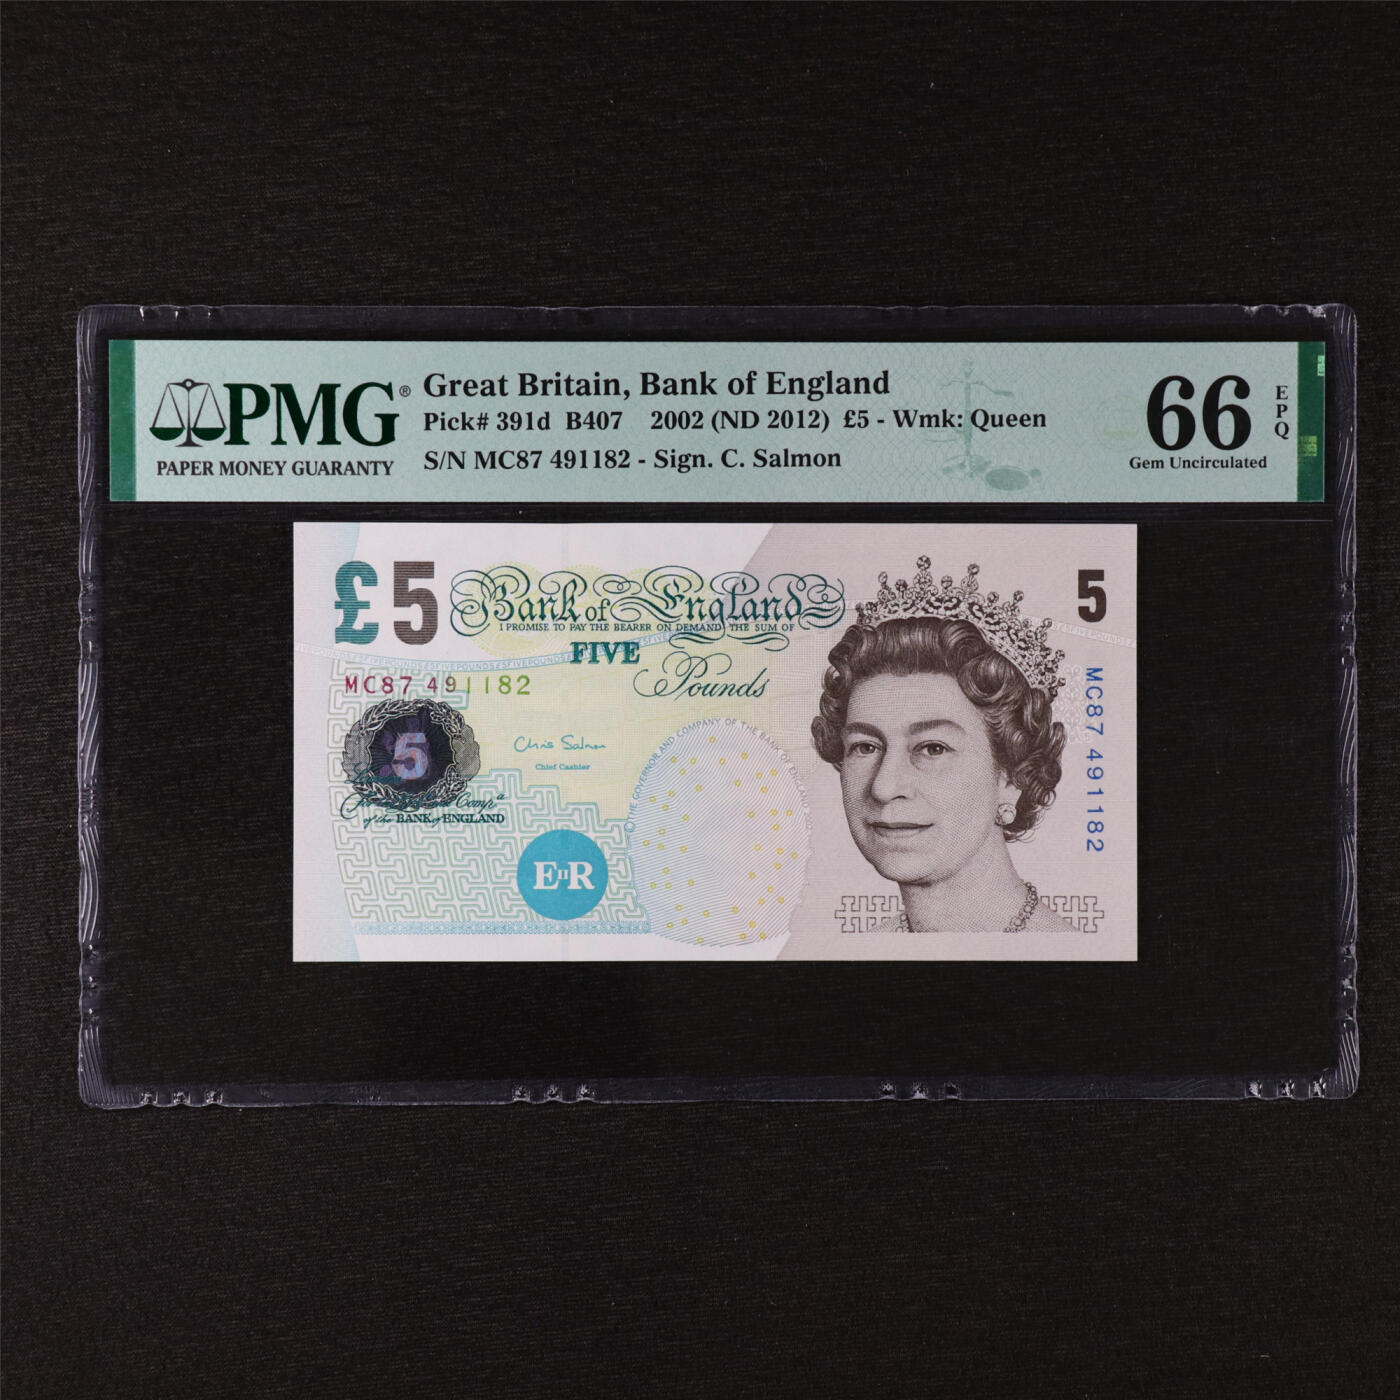 PMG®
PAPER MONEY GUARANTY
Great Britain, Bank of England
Pick# 391d B407 2002 (ND 2012) £5 - Wmk: Queen
S/N MC87 491182 - Sign. C. Salmon
66
EPQ
Gem Uncirculated
£5
Bank of England
5
I PROMISE TO PAY THE BEARER ON DEMAND THE SUM OF
FIVE
Pounds
MC87 491182
MC87 491182
5
Chris Salmon
Chief Cashier
THE GOVERNOR AND COMPANY OF THE BANK OF ENGLAND
of the BANK of ENGLAND
EIIR